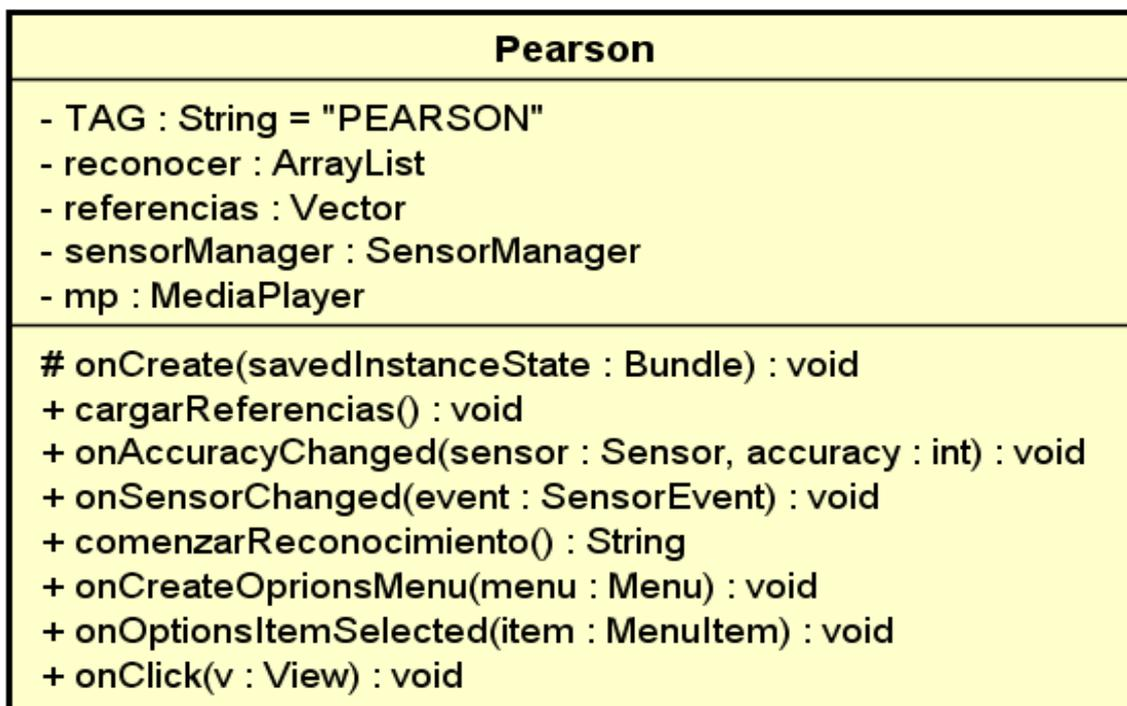 Pearson
- TAG : String = "PEARSON"
- reconocer : ArrayList
- referencias : Vector
- sensorManager : SensorManager
- mp : MediaPlayer
# onCreate(savedInstanceState : Bundle) : void
+ cargarReferencias() : void
+ onAccuracyChanged(sensor : Sensor, accuracy : int) : void
+ onSensorChanged(event : SensorEvent) : void
+ comenzarReconocimiento() : String
+ onCreateOprionsMenu(menu : Menu) : void
+ onOptionsItemSelected(item : MenuItem) : void
+ onClick(v : View) : void